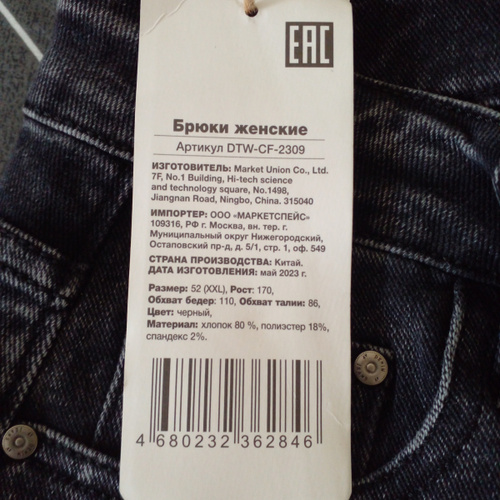 EAC
Брюки женские
Артикул DTW-CF-2309
ИЗГОТОВИТЕЛЬ: Market Union Co., Ltd.
7F, No.1 Building, Hi-tech science
and technology square, No.1498,
Jiangnan Road, Ningbo, China. 315040
ИМПОРТЕР: ООО «МАРКЕТСПЕЙС»
109316, РФ г. Москва, вн. тер. г.
Муниципальный округ Нижегородский,
Остаповский пр-д, д. 5/1, стр. 1, оф. 549
СТРАНА ПРОИЗВОДСТВА: Китай.
ДАТА ИЗГОТОВЛЕНИЯ: май 2023 г.
Размер: 52 (XXL), Рост: 170,
Обхват бедер: 110, Обхват талии: 86,
Цвет: черный,
Материал: хлопок 80 %, полиэстер 18%,
спандекс 2%.
4 680232 362846